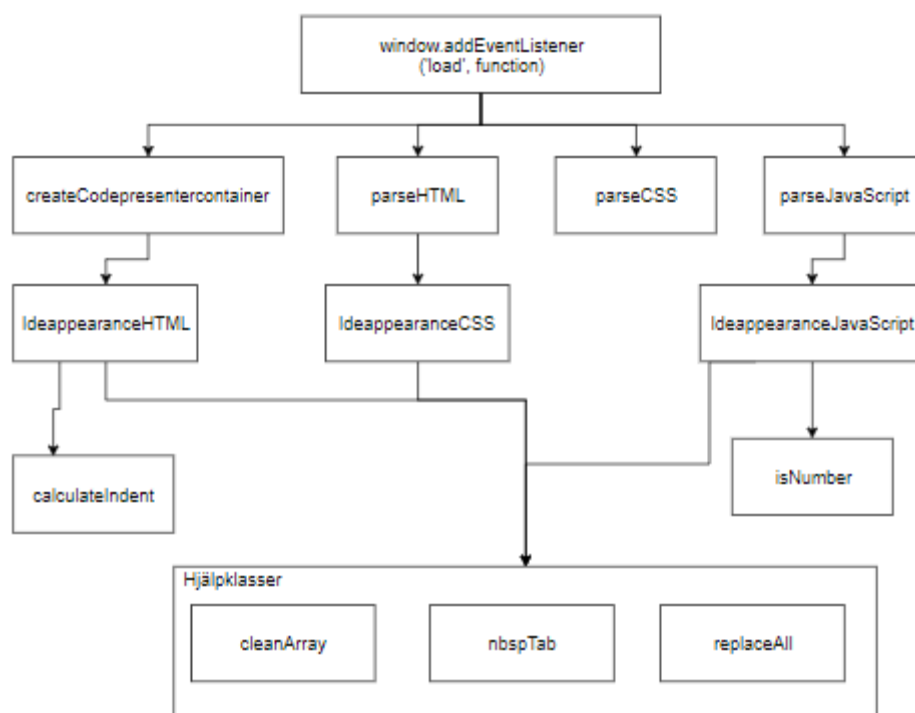 window.addEventListener
('load', function)
createCodepresentercontainer
parseHTML
parseCSS
parseJavaScript
IdeappearanceHTML
IdeappearanceCSS
IdeappearanceJavaScript
calculateIndent
isNumber
Hjälpklasser
cleanArray
nbspTab
replaceAll